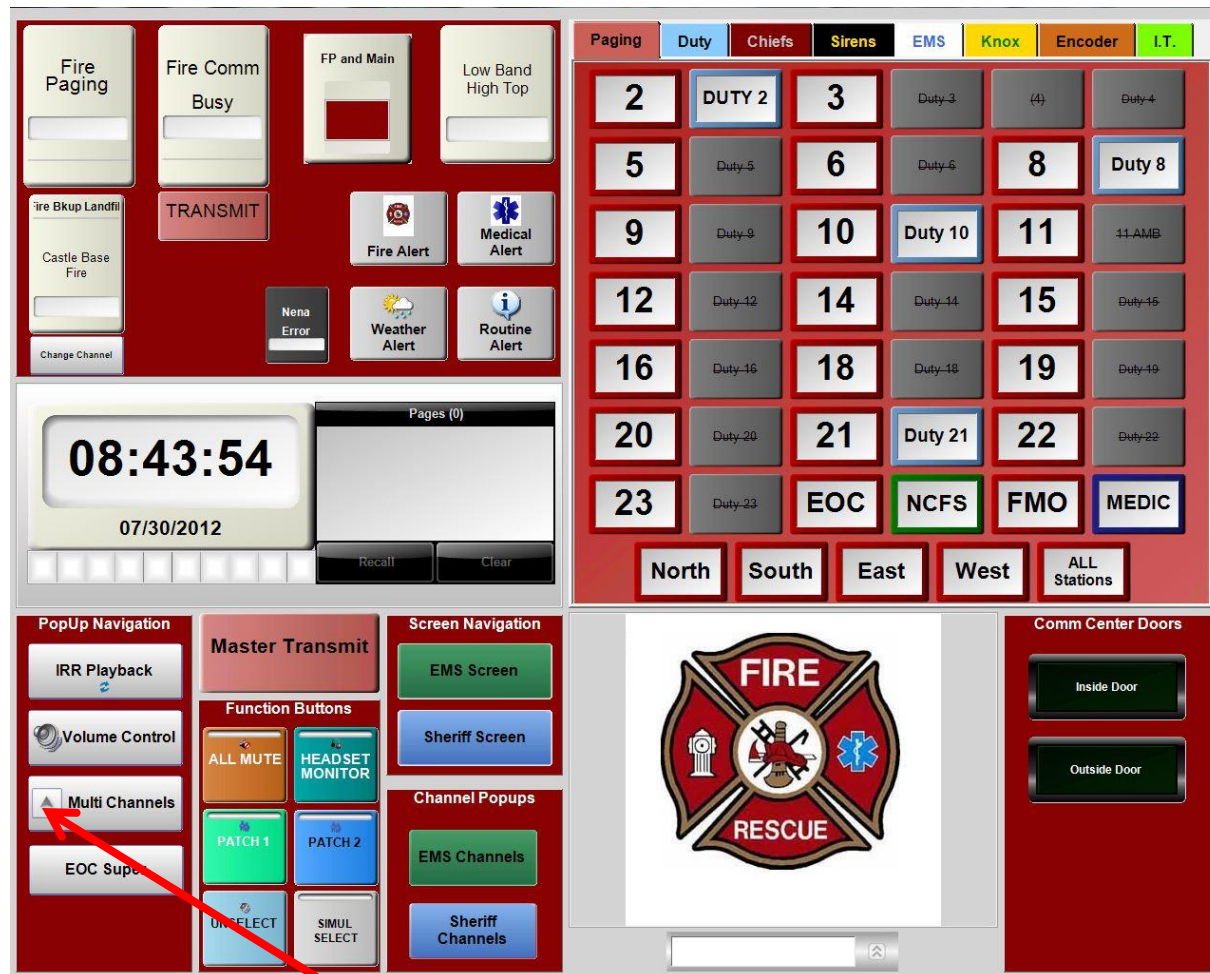 Fire
Paging
Fire Comm
Busy
FP and Main
Low Band
High Top
ire Bkup Landfil
Castle Base
Fire
Change Channel
TRANSMIT
Fire Alert
Medical
Alert
Nena
Error
Weather
Alert
Routine
Alert
Paging Duty Chiefs Sirens EMS Knox Encoder I.T.
2 DUTY 2 3 Duty 3 (4) Duty 4
5 Duty 5 6 Duty 6 8 Duty 8
9 Duty 9 10 Duty 10 11 11 AMB
12 Duty 12 14 Duty 14 15 Duty 15
16 Duty 16 18 Duty 18 19 Duty 19
20 Duty 20 21 Duty 21 22 Duty 22
23 Duty 23 EOC NCFS FMO MEDIC
North South East West ALL
Stations
08:43:54
07/30/2012
Pages (0)
Recall Clear
PopUp Navigation
IRR Playback
Volume Control
Multi Channels
EOC Super
Master Transmit
Function Buttons
ALL MUTE
HEADSET
MONITOR
PATCH 1
PATCH 2
UNSELECT
SIMUL
SELECT
Screen Navigation
EMS Screen
Sheriff Screen
Channel Popups
EMS Channels
Sheriff
Channels
FIRE
RESCUE
Comm Center Doors
Inside Door
Outside Door